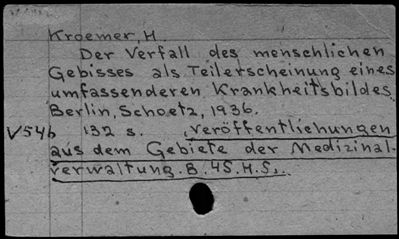 Kroemer, H.
Der Verfall des menschlichen
Gebisses als Teilerscheinung eines
umfassenderen Krankheitsbildes
Berlin, Schoetz, 1936.
V54b 132 s. (Veröffentlichungen
aus dem Gebiete der Medizinal-
verwaltung. B. 45. H. 5.